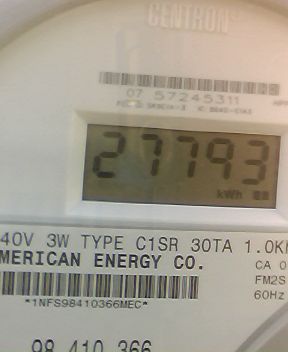 CENTRON
07 57245311
27793
kWh
40V 3W TYPE C1SR 30TA 1.0K
MERICAN ENERGY CO.
CA 0
FM2S
60Hz
*1NFS98410366MEC*
98 410 366